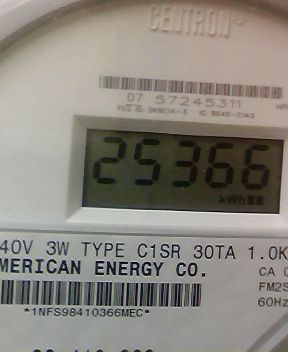 CENTRON
07 57245311
25366
kWh
40V 3W TYPE C1SR 30TA 1.0K
MERICAN ENERGY CO.
CA
FM2S
60Hz
*1NFS98410366MEC*